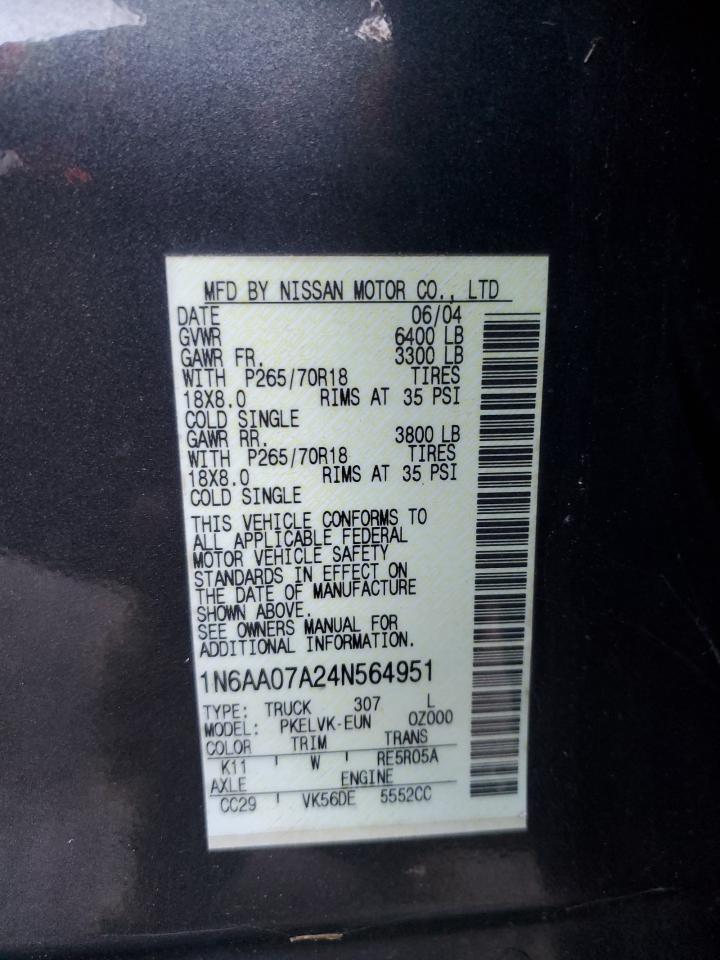 MFD BY NISSAN MOTOR CO., LTD
DATE 06/04
GVWR 6400 LB
GAWR FR. 3300 LB
WITH P265/70R18 TIRES
18X8.0 RIMS AT 35 PSI
COLD SINGLE
GAWR RR. 3800 LB
WITH P265/70R18 TIRES
18X8.0 RIMS AT 35 PSI
COLD SINGLE
THIS VEHICLE CONFORMS TO
ALL APPLICABLE FEDERAL
MOTOR VEHICLE SAFETY
STANDARDS IN EFFECT ON
THE DATE OF MANUFACTURE
SHOWN ABOVE.
SEE OWNERS MANUAL FOR
ADDITIONAL INFORMATION.
1N6AA07A24N564951
TYPE: TRUCK 307 L
MODEL: PKELVK-EUN 0Z000
COLOR TRIM TRANS
K11 W RE5R05A
AXLE ENGINE
CC29 VK56DE 5552CC